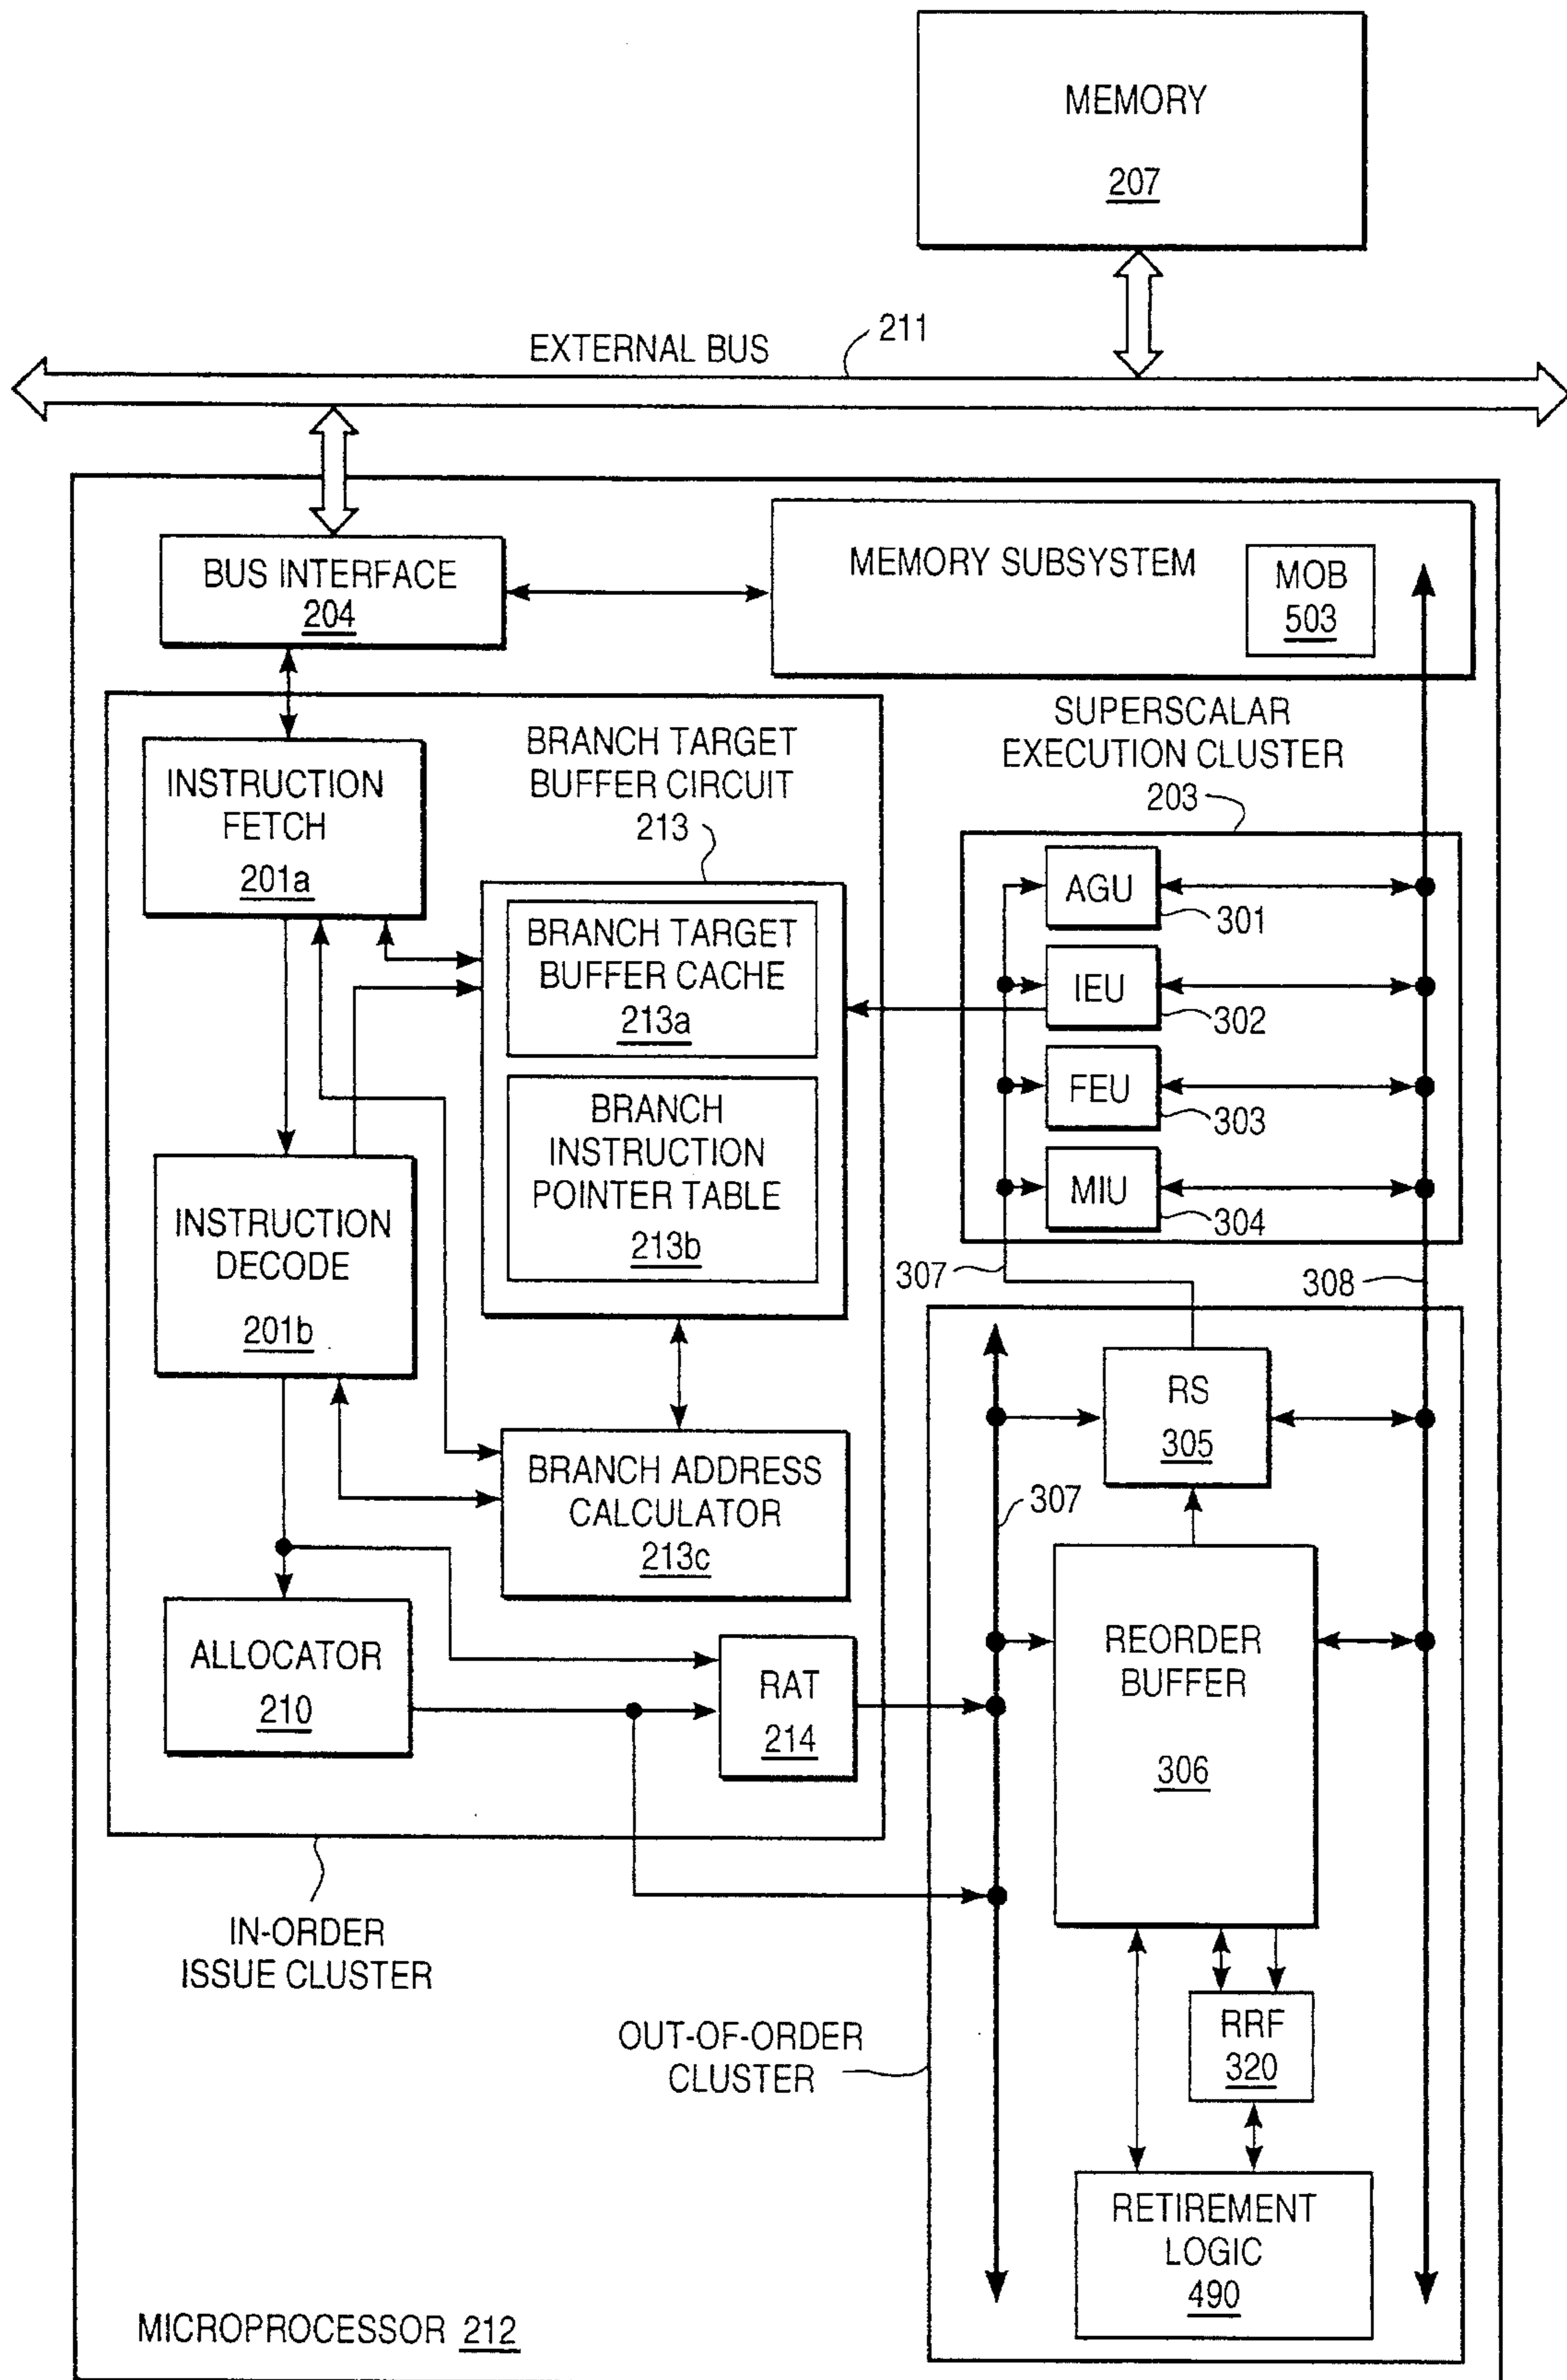 MEMORY
207
EXTERNAL BUS
211
BUS INTERFACE
204
MEMORY SUBSYSTEM
MOB
503
SUPERSCALAR
EXECUTION CLUSTER
203
BRANCH TARGET
BUFFER CIRCUIT
213
INSTRUCTION
FETCH
201a
BRANCH TARGET
BUFFER CACHE
213a
BRANCH
INSTRUCTION
POINTER TABLE
213b
AGU
301
IEU
302
FEU
303
MIU
304
307
308
INSTRUCTION
DECODE
201b
BRANCH ADDRESS
CALCULATOR
213c
RS
305
307
ALLOCATOR
210
RAT
214
REORDER
BUFFER
306
IN-ORDER
ISSUE CLUSTER
OUT-OF-ORDER
CLUSTER
RRF
320
RETIREMENT
LOGIC
490
MICROPROCESSOR 212